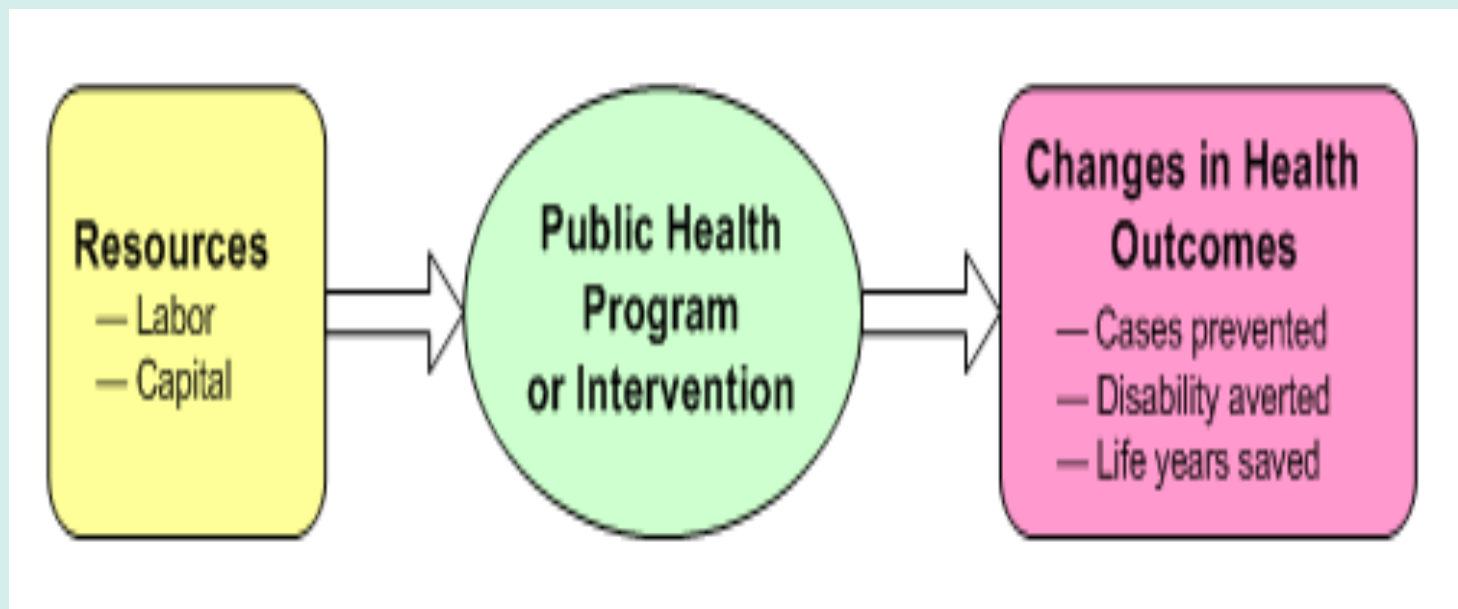 Resources
— Labor
— Capital
Public Health
Program
or Intervention
Changes in Health
Outcomes
— Cases prevented
— Disability averted
— Life years saved